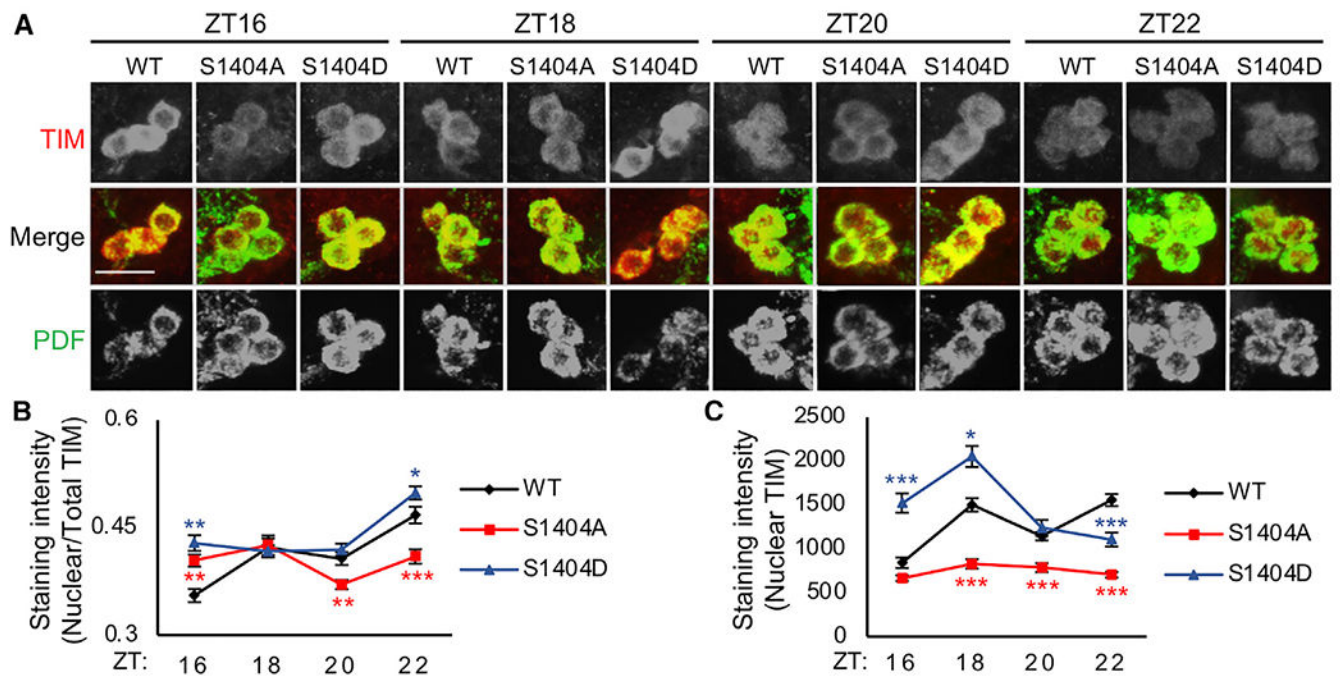 A
ZT16 ZT18 ZT20 ZT22
WT S1404A S1404D WT S1404A S1404D WT S1404A S1404D WT S1404A S1404D
TIM
Merge
PDF
B
Staining intensity
(Nuclear/Total TIM)
0.6
0.45
0.3
** ** ** * ***
ZT: 16 18 20 22
WT
S1404A
S1404D
C
Staining intensity
(Nuclear TIM)
2500
2000
1500
1000
500
0
*** * *** *** *** ***
ZT: 16 18 20 22
WT
S1404A
S1404D